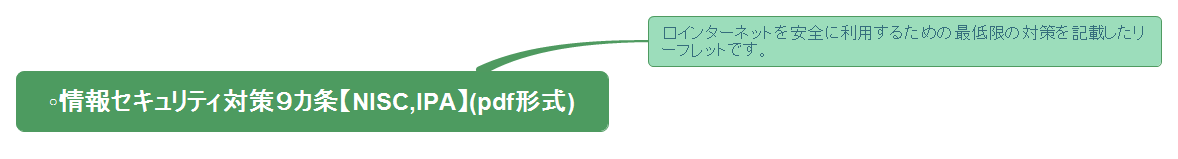 ロインターネットを安全に利用するための最低限の対策を記載したリ
ーフレットです。
◦情報セキュリティ対策９カ条【NISC,IPA】(pdf形式)